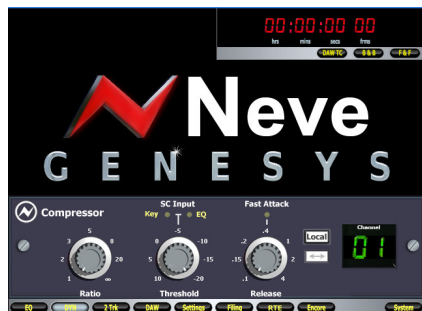 00:00:00 00
hrs mins secs frms
DAW TC B & B F & F
Neve
GENESYS
SC Input Fast Attack
Key EQ
Compressor
Channel
01
Local
5 -5 .4
3 8 0 -10 .2 1
2 20 5 -15 .15 2
1 ∞ 10 -20 .1 4
Ratio Threshold Release
EQ DYN 2 Trk DAW Settings Filing RTE Encore System